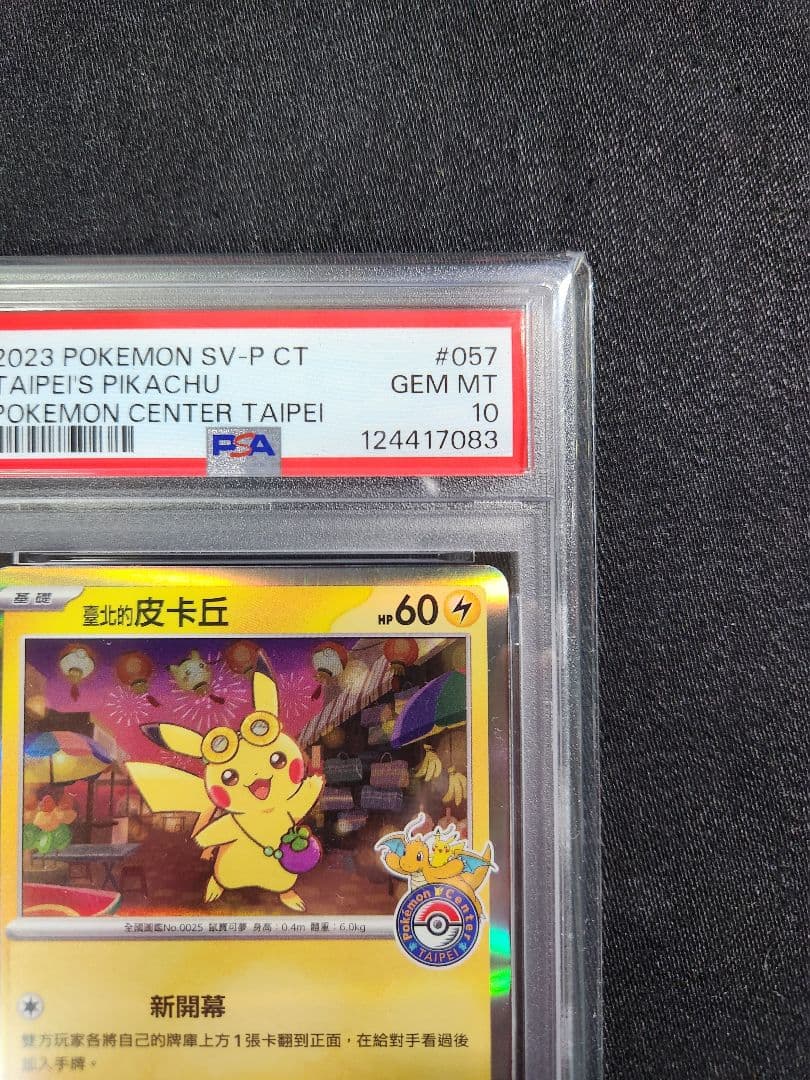 2023 POKEMON SV-P CT #057
TAIPEI'S PIKACHU GEM MT
POKEMON CENTER TAIPEI 10
PSA 124417083
基礎 臺北的皮卡丘 HP60
Pokémon Center
TAIPEI
全國圖鑑No.0025 鼠寶可夢 身高:0.4m 體重:6.0kg
新開幕
雙方玩家各將自己的牌庫上方1張卡翻到正面,在給對手看過後
加入手牌。